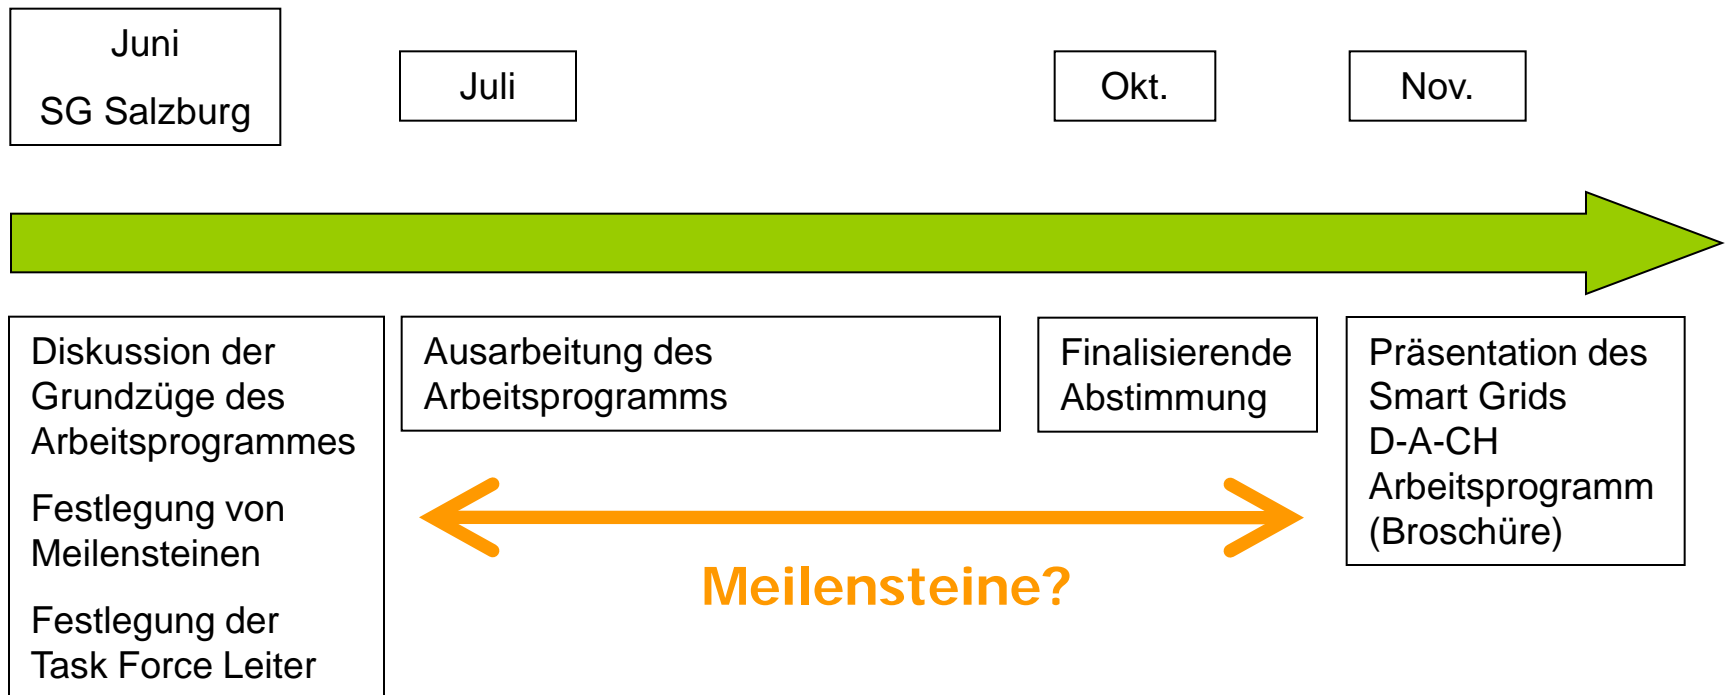 Juni
SG Salzburg
Juli
Okt.
Nov.
Diskussion der
Grundzüge des
Arbeitsprogrammes
Festlegung von
Meilensteinen
Festlegung der
Task Force Leiter
Ausarbeitung des
Arbeitsprogramms
Finalisierende
Abstimmung
Präsentation des
Smart Grids
D-A-CH
Arbeitsprogramm
(Broschüre)
Meilensteine?